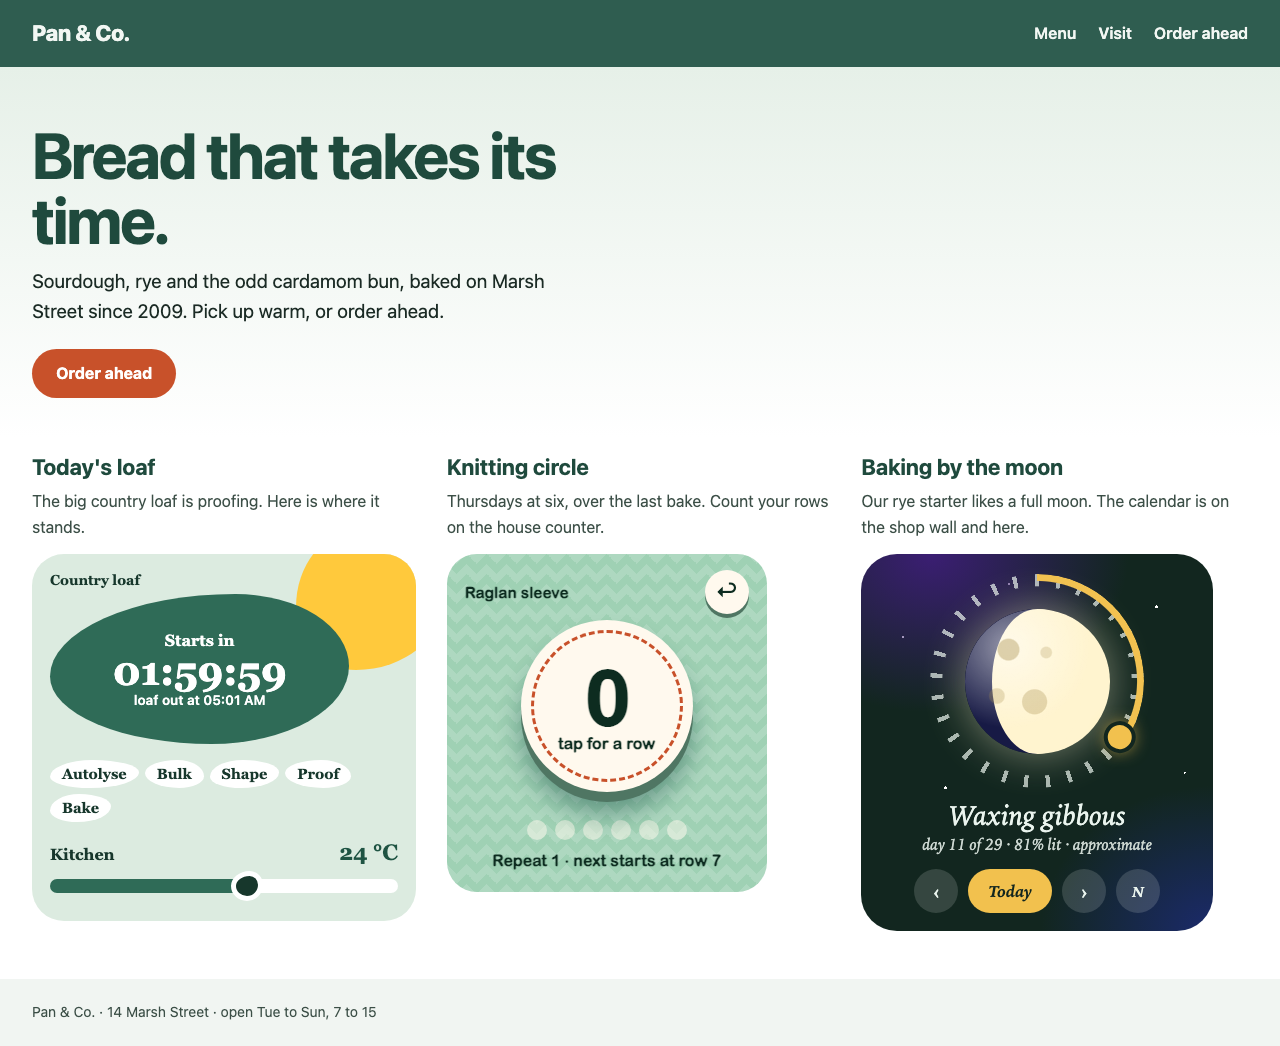 Pan & Co.
Menu
Visit
Order ahead
Bread that takes its
time.
Sourdough, rye and the odd cardamom bun, baked on Marsh
Street since 2009. Pick up warm, or order ahead.
Order ahead
Today's loaf
The big country loaf is proofing. Here is where it
stands.
Country loaf
Starts in
01:59:59
loaf out at 05:01 AM
Autolyse
Bulk
Shape
Proof
Bake
Kitchen
24 °C
Knitting circle
Thursdays at six, over the last bake. Count your rows
on the house counter.
Raglan sleeve
0
tap for a row
Repeat 1 · next starts at row 7
Baking by the moon
Our rye starter likes a full moon. The calendar is on
the shop wall and here.
Waxing gibbous
day 11 of 29 · 81% lit · approximate
‹
Today
›
N
Pan & Co. · 14 Marsh Street · open Tue to Sun, 7 to 15